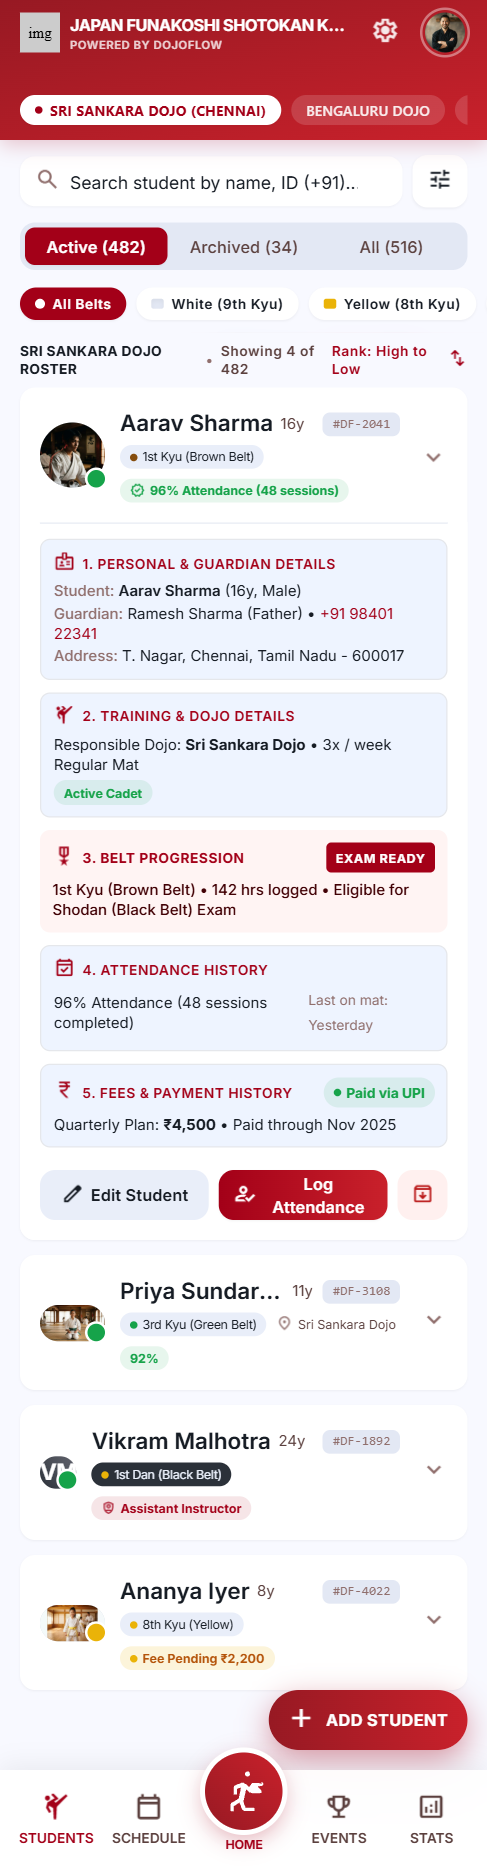 img
JAPAN FUNAKOSHI SHOTOKAN K...
POWERED BY DOJOFLOW
SRI SANKARA DOJO (CHENNAI)
BENGALURU DOJO
Search student by name, ID (+91)...
Active (482)
Archived (34)
All (516)
All Belts
White (9th Kyu)
Yellow (8th Kyu)
SRI SANKARA DOJO
ROSTER
• Showing 4 of
482
Rank: High to
Low
Aarav Sharma 16y #DF-2041
1st Kyu (Brown Belt)
96% Attendance (48 sessions)
1. PERSONAL & GUARDIAN DETAILS
Student: Aarav Sharma (16y, Male)
Guardian: Ramesh Sharma (Father) • +91 98401
22341
Address: T. Nagar, Chennai, Tamil Nadu - 600017
2. TRAINING & DOJO DETAILS
Responsible Dojo: Sri Sankara Dojo • 3x / week
Regular Mat
Active Cadet
3. BELT PROGRESSION
EXAM READY
1st Kyu (Brown Belt) • 142 hrs logged • Eligible for
Shodan (Black Belt) Exam
4. ATTENDANCE HISTORY
96% Attendance (48 sessions
completed)
Last on mat:
Yesterday
₹ 5. FEES & PAYMENT HISTORY
• Paid via UPI
Quarterly Plan: ₹4,500 • Paid through Nov 2025
Edit Student
Log
Attendance
Priya Sundar... 11y #DF-3108
3rd Kyu (Green Belt)
Sri Sankara Dojo
92%
VM
Vikram Malhotra 24y #DF-1892
1st Dan (Black Belt)
Assistant Instructor
Ananya Iyer 8y #DF-4022
8th Kyu (Yellow)
Fee Pending ₹2,200
+ ADD STUDENT
STUDENTS
SCHEDULE
HOME
EVENTS
STATS